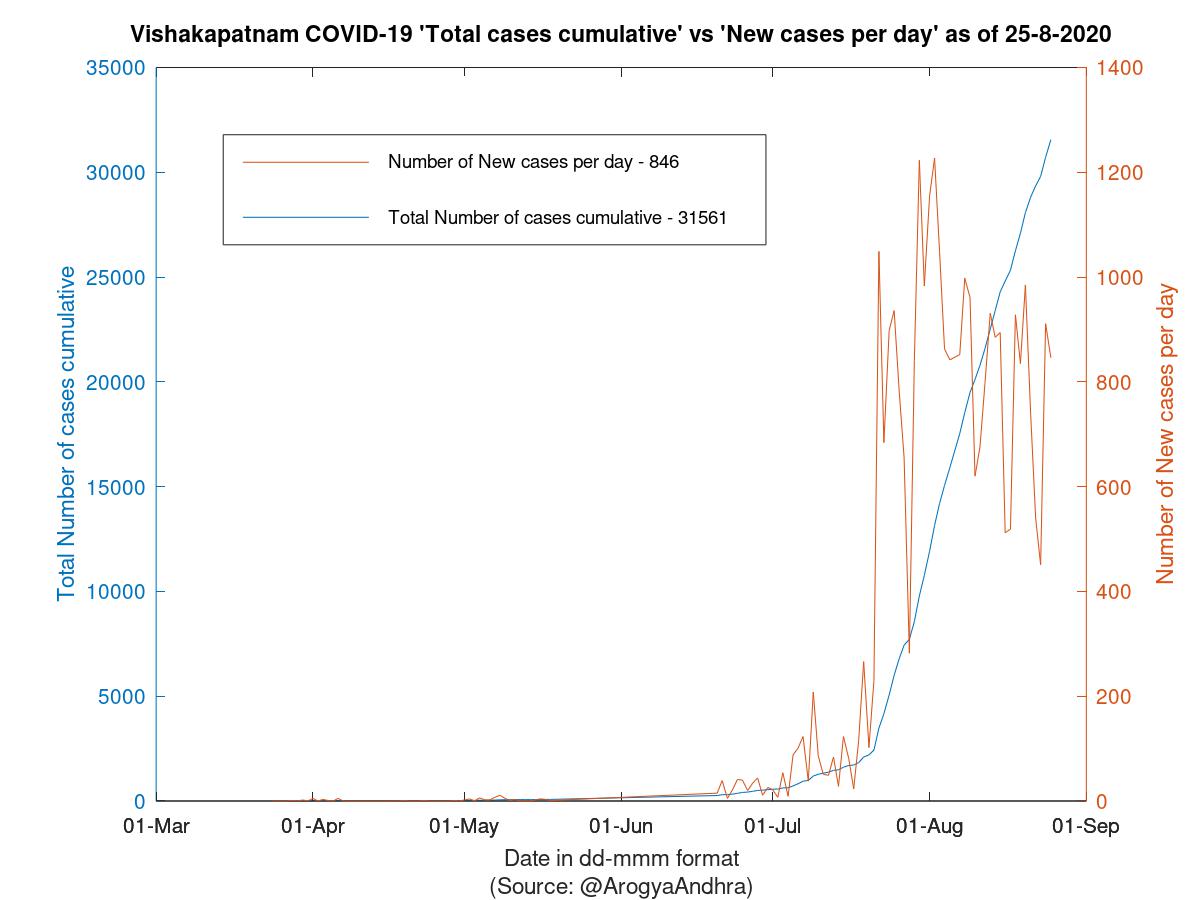 Vishakapatnam COVID-19 'Total cases cumulative' vs 'New cases per day' as of 25-8-2020
35000
30000
25000
20000
15000
10000
5000
0
Total Number of cases cumulative
Number of New cases per day - 846
Total Number of cases cumulative - 31561
1400
1200
1000
800
600
400
200
0
Number of New cases per day
01-Mar 01-Apr 01-May 01-Jun 01-Jul 01-Aug 01-Sep
Date in dd-mmm format
(Source: @ArogyaAndhra)